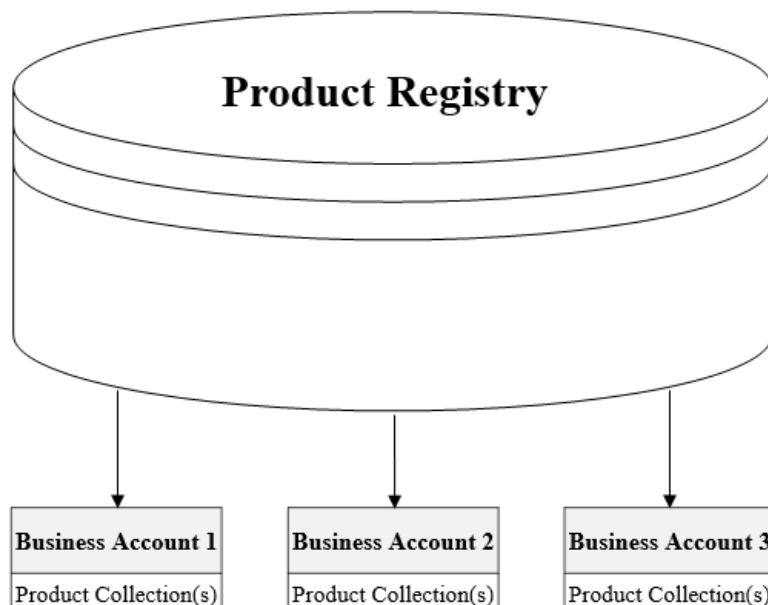 Product Registry
Business Account 1
Business Account 2
Business Account 3
Product Collection(s)
Product Collection(s)
Product Collection(s)